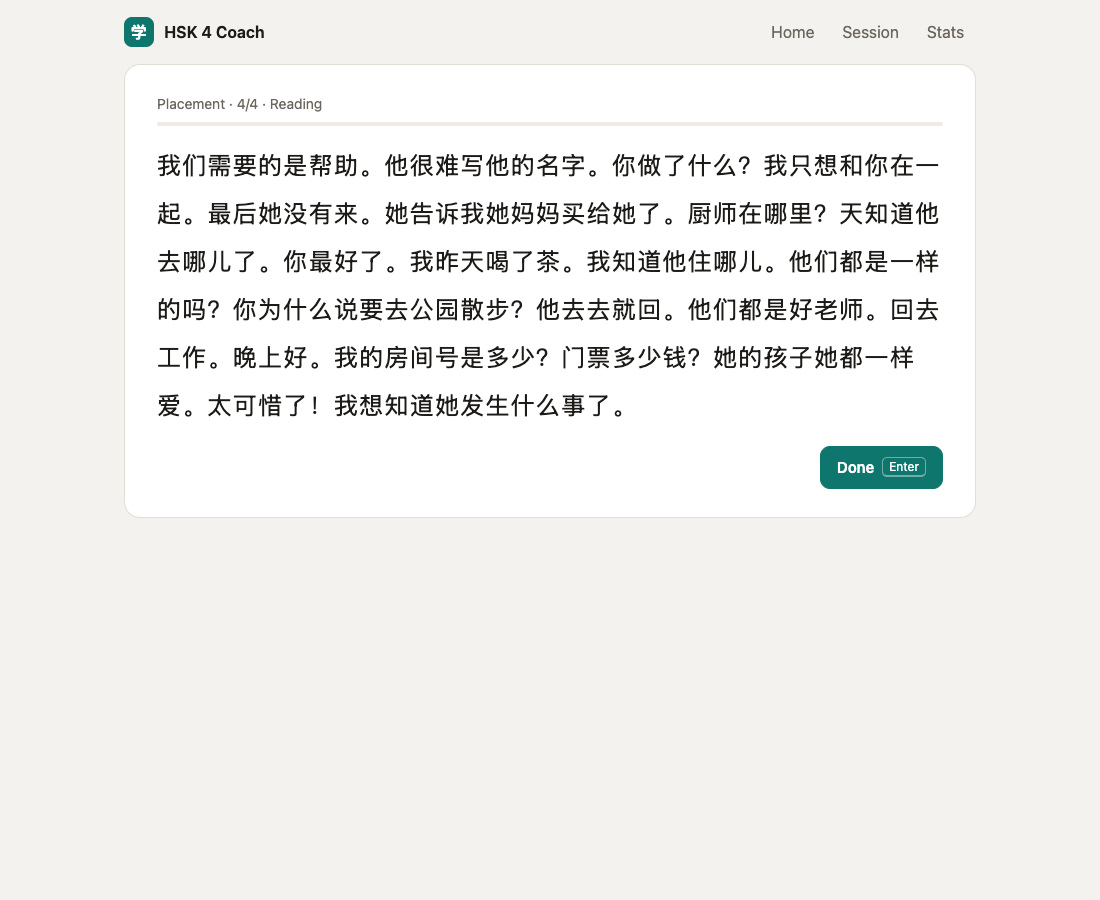 学 HSK 4 Coach
Home Session Stats
Placement · 4/4 · Reading
我们需要的是帮助。他很难写他的名字。你做了什么？我只想和你在一
起。最后她没有来。她告诉我她妈妈买给她了。厨师在哪里？天知道他
去哪儿了。你最好了。我昨天喝了茶。我知道他住哪儿。他们都是一样
的吗？你为什么说要去公园散步？他去去就回。他们都是好老师。回去
工作。晚上好。我的房间号是多少？门票多少钱？她的孩子她都一样
爱。太可惜了！我想知道她发生什么事了。
Done Enter